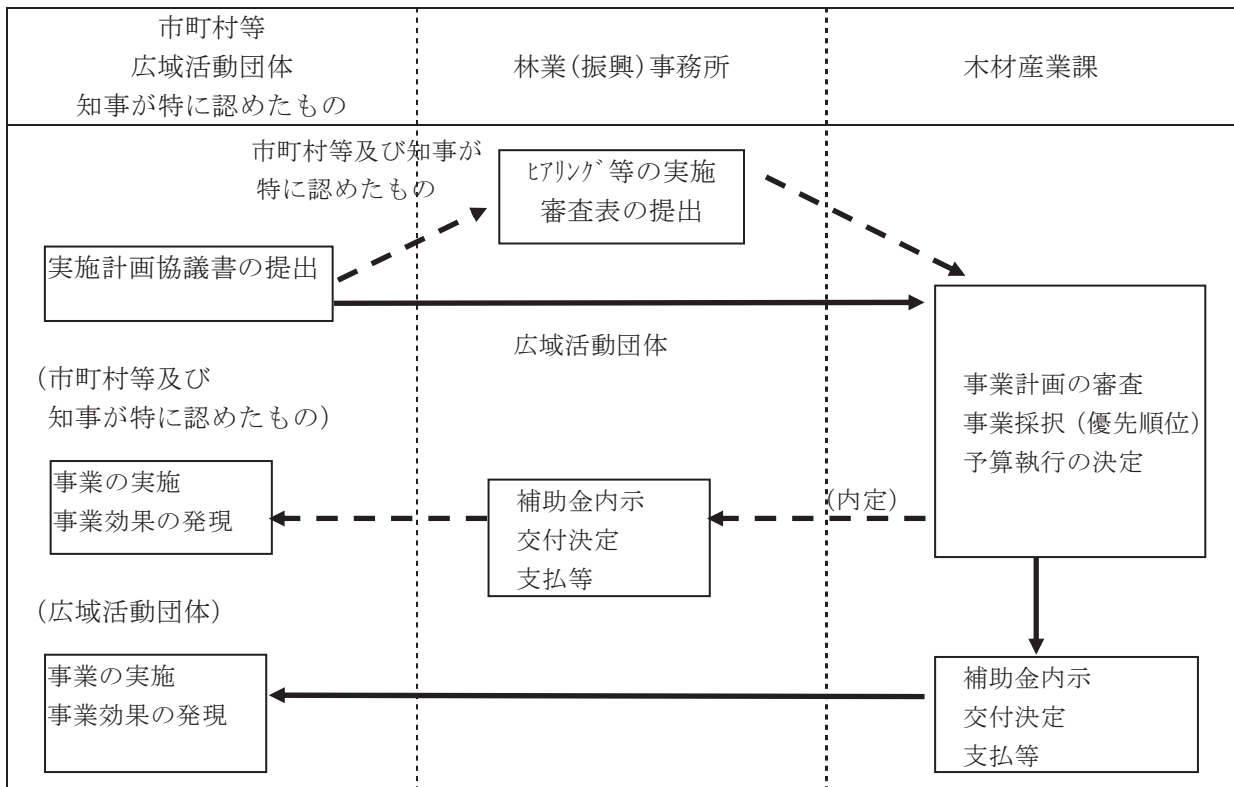 市町村等
広域活動団体
知事が特に認めたもの
林業(振興)事務所
木材産業課
市町村等及び知事が
特に認めたもの
ﾋｱﾘﾝｸﾞ等の実施
審査表の提出
実施計画協議書の提出
広域活動団体
(市町村等及び
知事が特に認めたもの)
事業計画の審査
事業採択(優先順位)
予算執行の決定
事業の実施
事業効果の発現
補助金内示
交付決定
支払等
(内定)
(広域活動団体)
事業の実施
事業効果の発現
補助金内示
交付決定
支払等